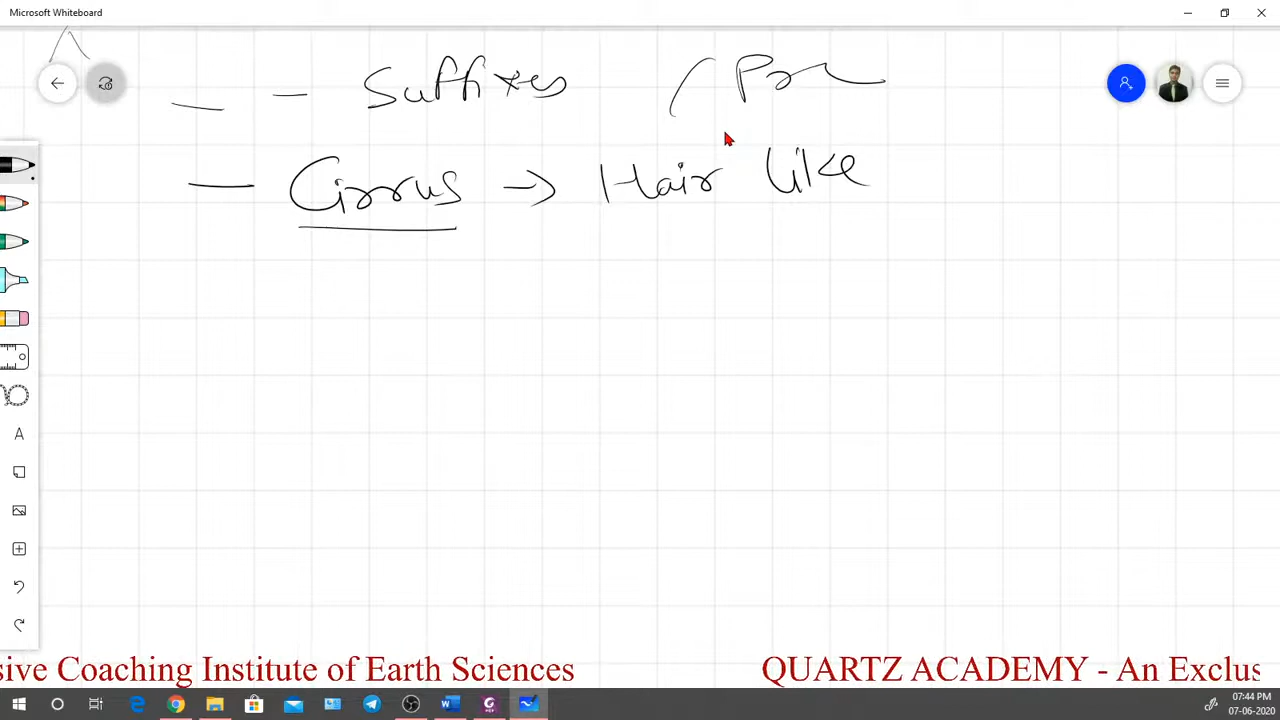 Microsoft Whiteboard
- - Suffixes (Pre
- Cirrus → Hair like
A
sive Coaching Institute of Earth Sciences QUARTZ ACADEMY - An Exclus
07:44 PM
07-06-2020